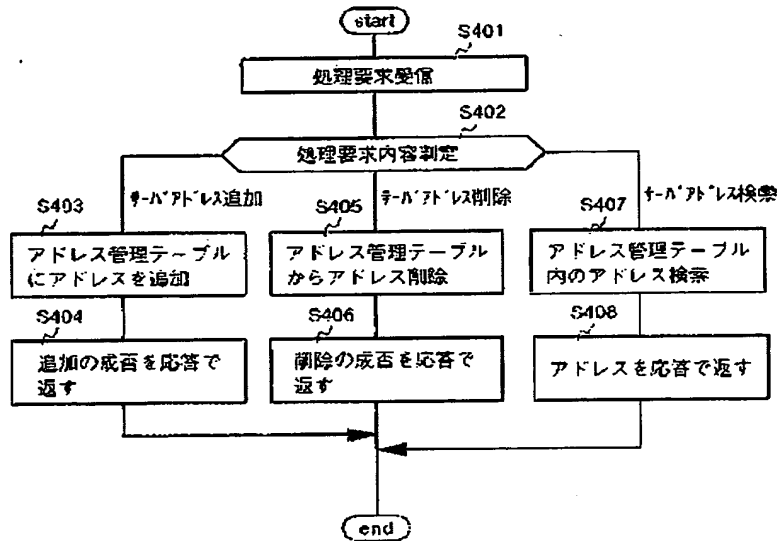 start
S401
処理要求受信
S402
処理要求内容判定
サーバアドレス追加
サーバアドレス削除
サーバアドレス検索
S403
アドレス管理テーブル
にアドレスを追加
S405
アドレス管理テーブル
からアドレス削除
S407
アドレス管理テーブル
内のアドレス検索
S404
追加の成否を応答で
返す
S406
削除の成否を応答で
返す
S408
アドレスを応答で返す
end